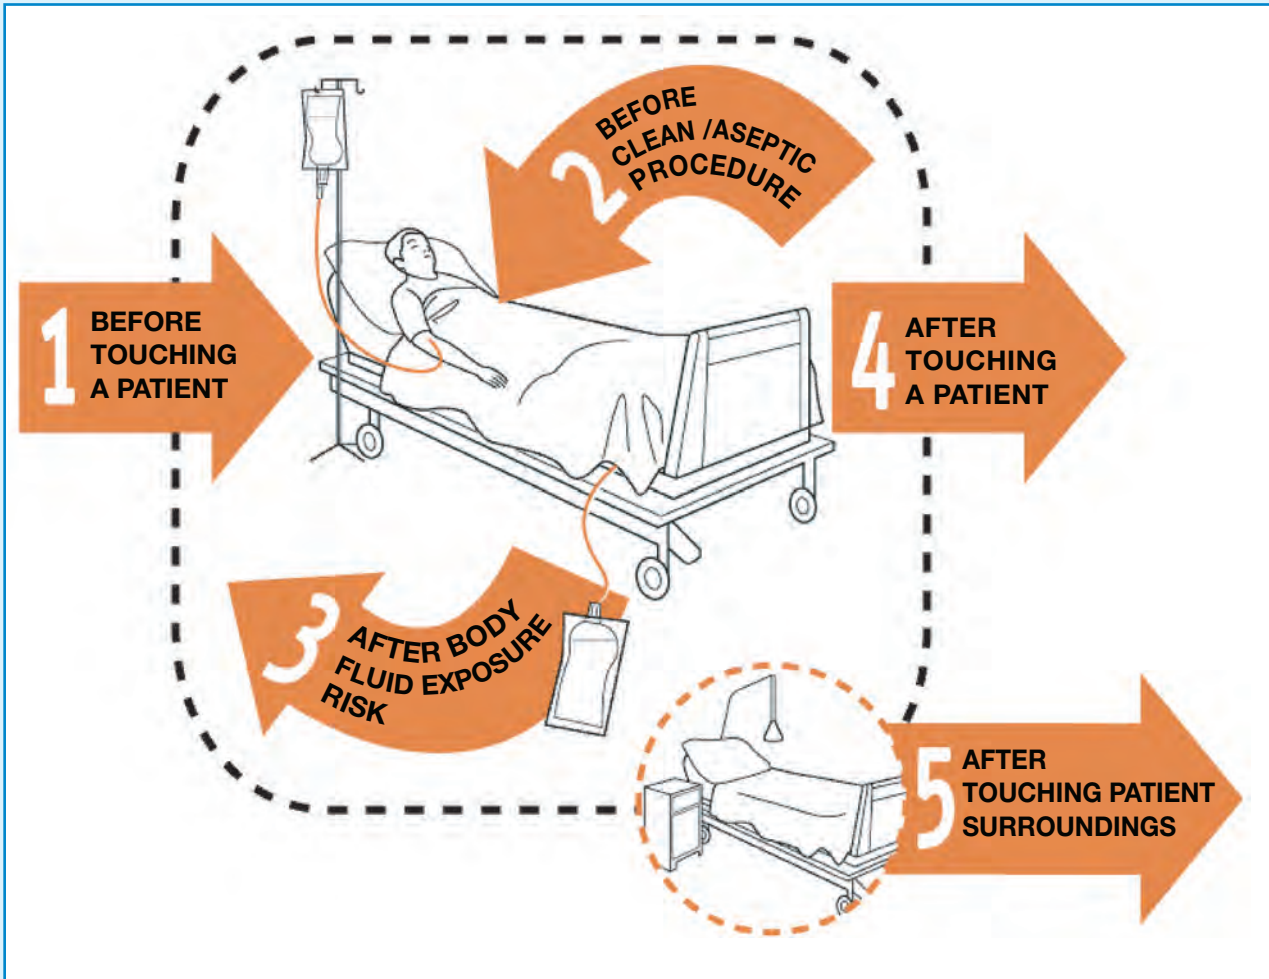 1
BEFORE
TOUCHING
A PATIENT
2
BEFORE
CLEAN /ASEPTIC
PROCEDURE
3
AFTER BODY
FLUID EXPOSURE
RISK
4
AFTER
TOUCHING
A PATIENT
5
AFTER
TOUCHING PATIENT
SURROUNDINGS